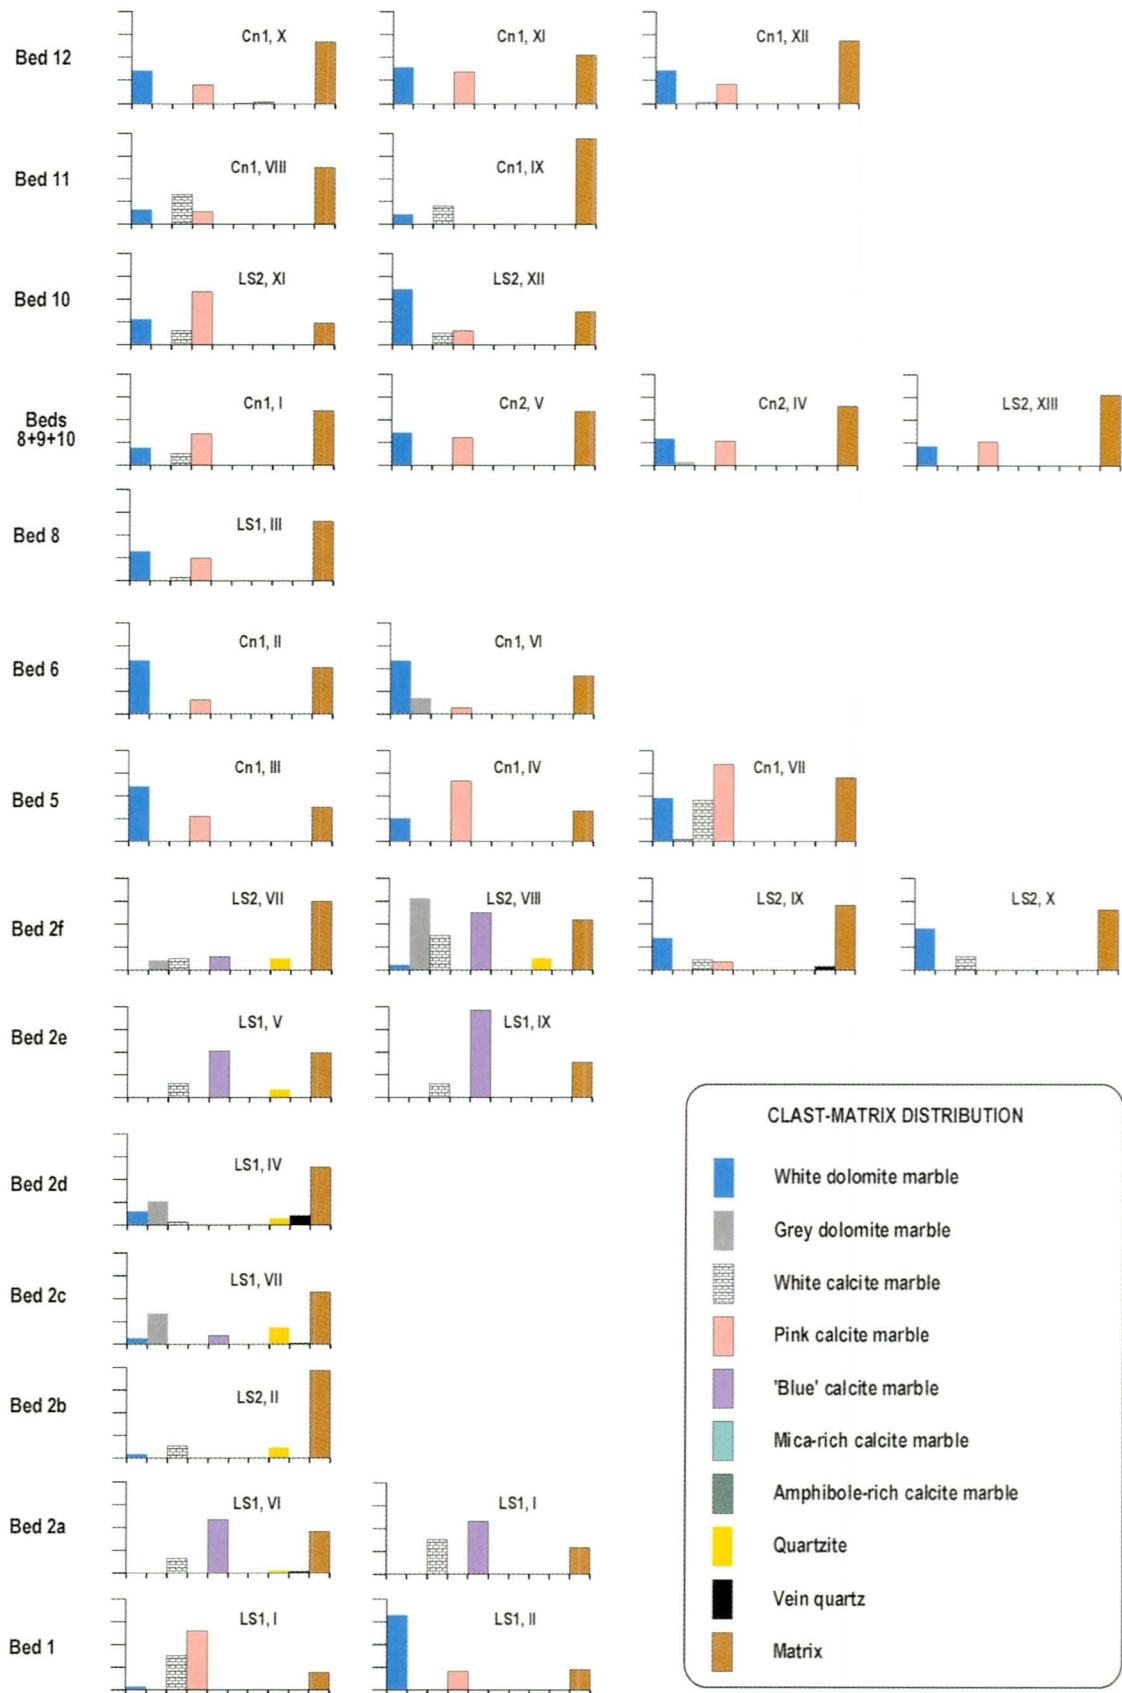 Bed 12
Cn1, X
Cn1, XI
Cn1, XII
Bed 11
Cn1, VIII
Cn1, IX
Bed 10
LS2, XI
LS2, XII
Beds
8+9+10
Cn1, I
Cn2, V
Cn2, IV
LS2, XIII
Bed 8
LS1, III
Bed 6
Cn1, II
Cn1, VI
Bed 5
Cn1, III
Cn1, IV
Cn1, VII
Bed 2f
LS2, VII
LS2, VIII
LS2, IX
LS2, X
Bed 2e
LS1, V
LS1, IX
Bed 2d
LS1, IV
Bed 2c
LS1, VII
Bed 2b
LS2, II
Bed 2a
LS1, VI
LS1, I
Bed 1
LS1, I
LS1, II
CLAST-MATRIX DISTRIBUTION
White dolomite marble
Grey dolomite marble
White calcite marble
Pink calcite marble
'Blue' calcite marble
Mica-rich calcite marble
Amphibole-rich calcite marble
Quartzite
Vein quartz
Matrix